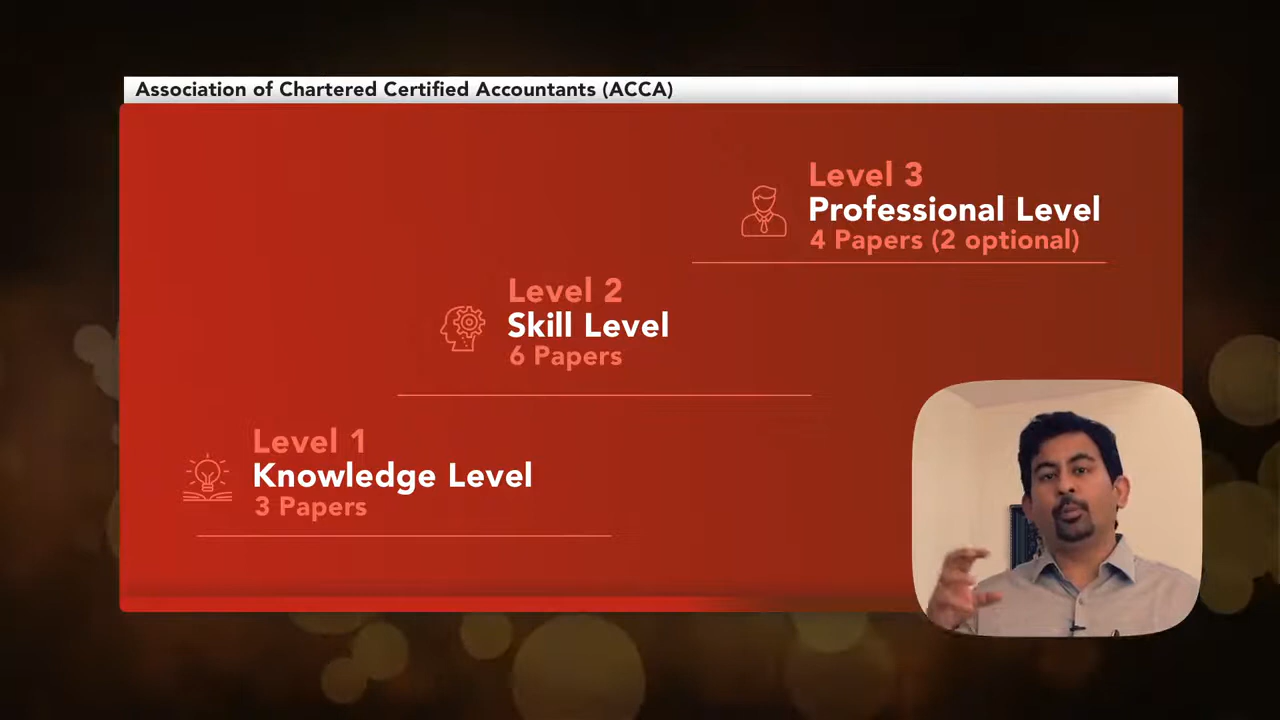 Association of Chartered Certified Accountants (ACCA)
Level 3
Professional Level
4 Papers (2 optional)
Level 2
Skill Level
6 Papers
Level 1
Knowledge Level
3 Papers